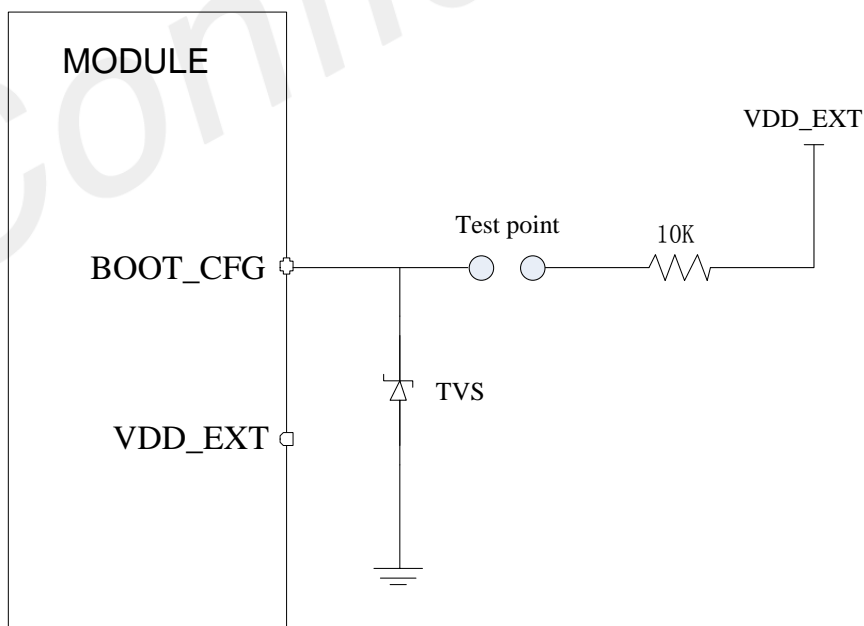 MODULE
VDD_EXT
Test point
10K
BOOT_CFG
TVS
VDD_EXT